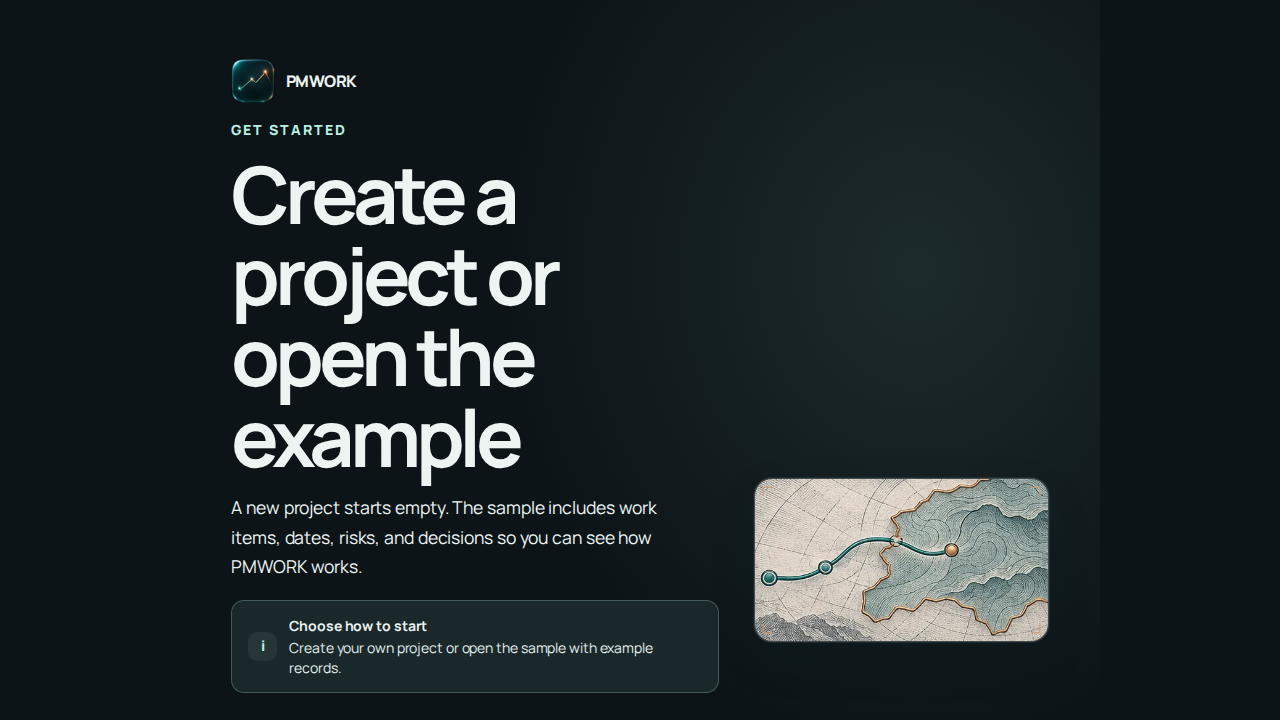 PMWORK
GET STARTED
Create a
project or
open the
example
A new project starts empty. The sample includes work
items, dates, risks, and decisions so you can see how
PMWORK works.
i
Choose how to start
Create your own project or open the sample with example
records.